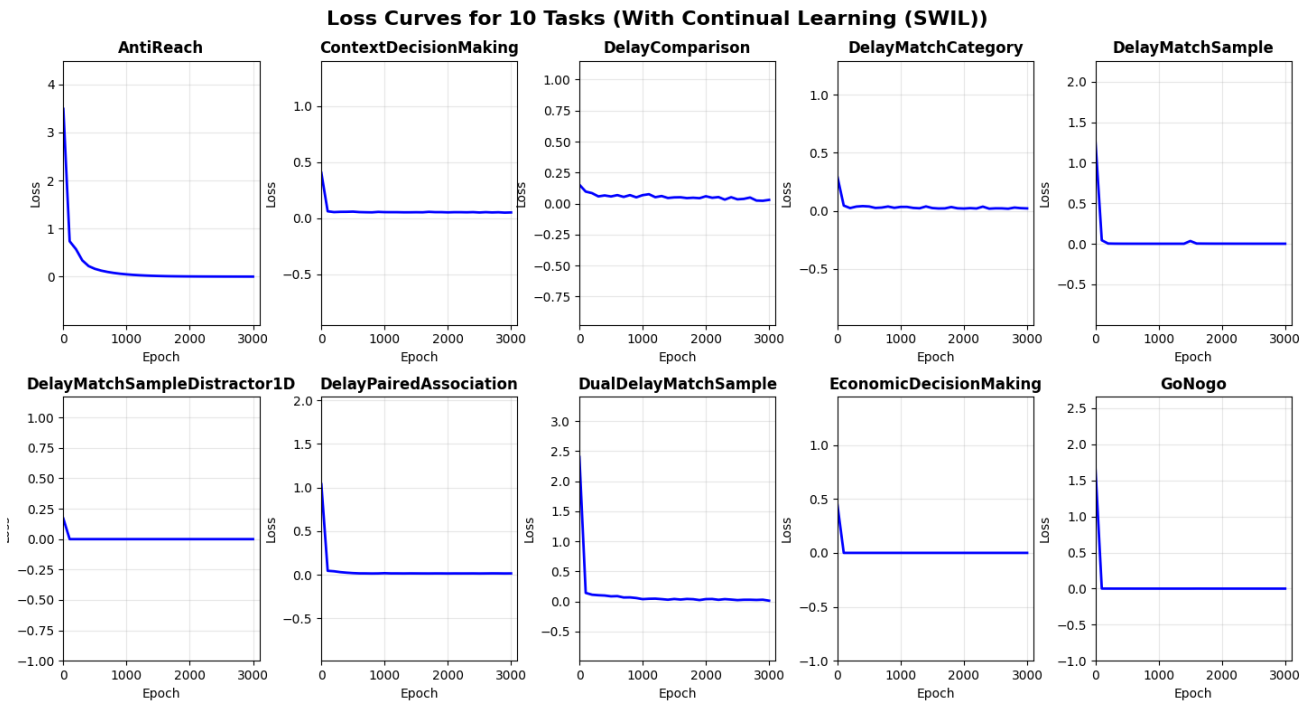 Loss Curves for 10 Tasks (With Continual Learning (SWIL))
AntiReach
4
3
2
1
0
Loss
0 1000 2000 3000
Epoch
ContextDecisionMaking
1.0
0.5
0.0
−0.5
Loss
0 1000 2000 3000
Epoch
DelayComparison
1.00
0.75
0.50
0.25
0.00
−0.25
−0.50
−0.75
Loss
0 1000 2000 3000
Epoch
DelayMatchCategory
1.0
0.5
0.0
−0.5
Loss
0 1000 2000 3000
Epoch
DelayMatchSample
2.0
1.5
1.0
0.5
0.0
−0.5
Loss
0 1000 2000 3000
Epoch
DelayMatchSampleDistractor1D
1.00
0.75
0.50
0.25
0.00
−0.25
−0.50
−0.75
−1.00
Loss
0 1000 2000 3000
Epoch
DelayPairedAssociation
2.0
1.5
1.0
0.5
0.0
−0.5
Loss
0 1000 2000 3000
Epoch
DualDelayMatchSample
3.0
2.5
2.0
1.5
1.0
0.5
0.0
−0.5
Loss
0 1000 2000 3000
Epoch
EconomicDecisionMaking
1.0
0.5
0.0
−0.5
−1.0
Loss
0 1000 2000 3000
Epoch
GoNogo
2.5
2.0
1.5
1.0
0.5
0.0
−0.5
−1.0
Loss
0 1000 2000 3000
Epoch